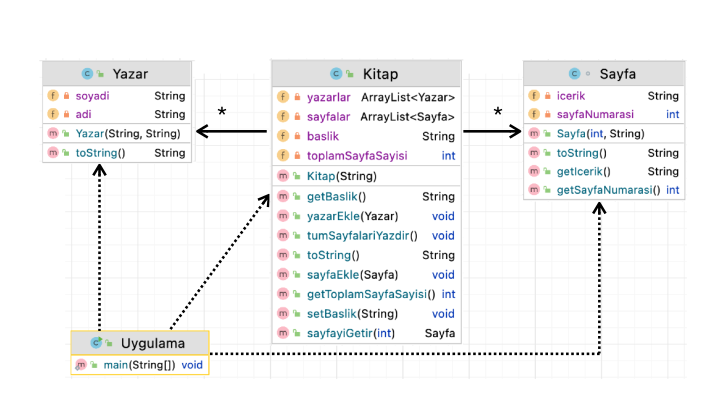 Yazar
soyadi String
adi String
Yazar(String, String)
toString() String
*
Kitap
yazarlar ArrayList<Yazar>
sayfalar ArrayList<Sayfa>
baslik String
toplamSayfaSayisi int
Kitap(String)
getBaslik() String
yazarEkle(Yazar) void
tumSayfalariYazdir() void
toString() String
sayfaEkle(Sayfa) void
getToplamSayfaSayisi() int
setBaslik(String) void
sayfayiGetir(int) Sayfa
*
Sayfa
icerik String
sayfaNumarasi int
Sayfa(int, String)
toString() String
getIcerik() String
getSayfaNumarasi() int
Uygulama
main(String[]) void